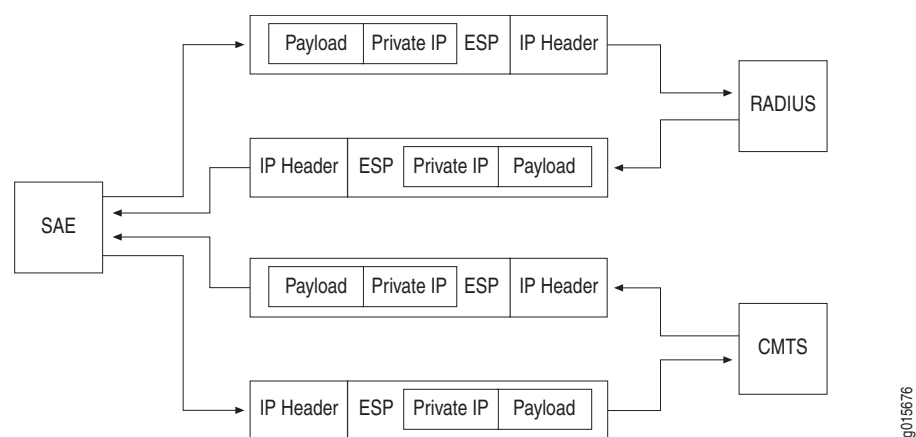 Payload Private IP ESP IP Header
RADIUS
IP Header ESP Private IP Payload
SAE
Payload Private IP ESP IP Header
CMTS
IP Header ESP Private IP Payload
g015676